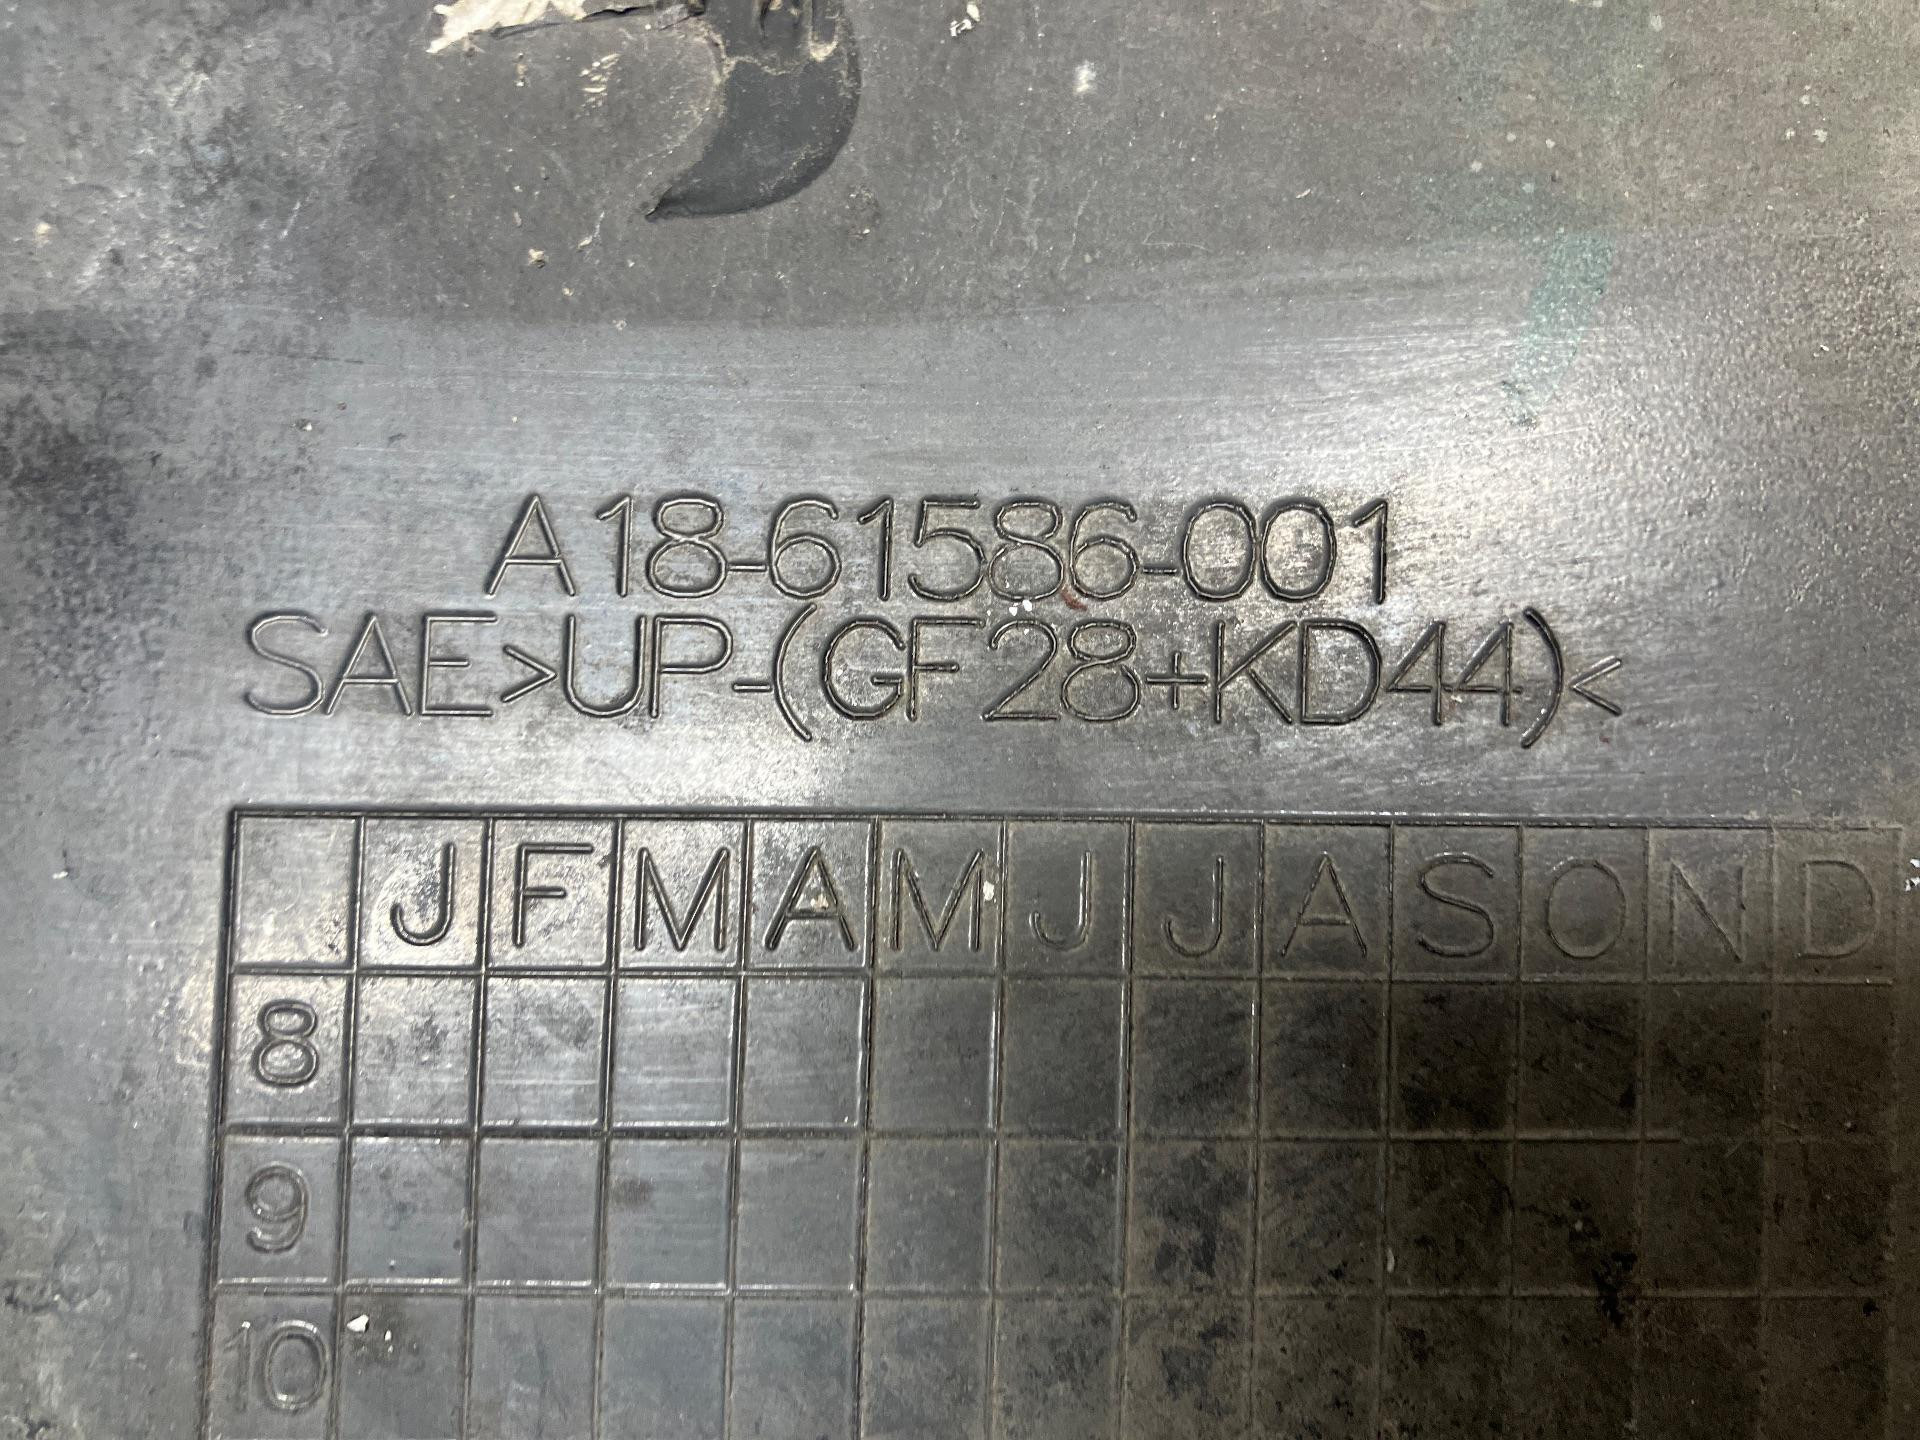 A18-61586-001
SAE>UP-(GF28+KD44)<
J F M A M J J A S O N D
8
9
10